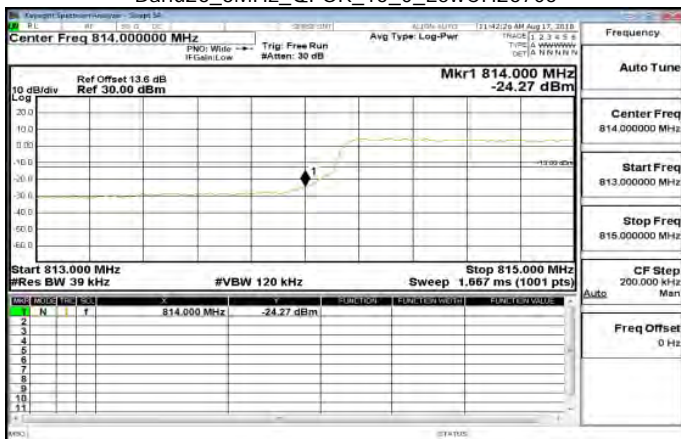 Keysight Spectrum Analyzer - Swept SA
RL RF 50 Ω DC SENSE:INT ALIGN AUTO 11:42:26 AM Aug 17, 2018
Center Freq 814.000000 MHz
PNO: Wide
IFGain:Low
Trig: Free Run
#Atten: 30 dB
Avg Type: Log-Pwr
TRACE 1 2 3 4 5 6
TYPE A WWWWW
DET A N N N N N
Ref Offset 13.6 dB
Ref 30.00 dBm
10 dB/div
Log
Mkr1 814.000 MHz
-24.27 dBm
20.0
10.0
0.00
-10.0
-20.0
-30.0
-40.0
-60.0
1
-13.00 dBm
Start 813.000 MHz
Stop 815.000 MHz
#Res BW 39 kHz
#VBW 120 kHz
Sweep 1.667 ms (1001 pts)
MKR MODE TRC SCL X Y FUNCTION FUNCTION WIDTH FUNCTION VALUE
1 N 1 f 814.000 MHz -24.27 dBm
2
3
4
5
6
7
8
9
10
11
MSG
STATUS
Frequency
Auto Tune
Center Freq
814.000000 MHz
Start Freq
813.000000 MHz
Stop Freq
815.000000 MHz
CF Step
200.000 kHz
Auto Man
Freq Offset
0 Hz